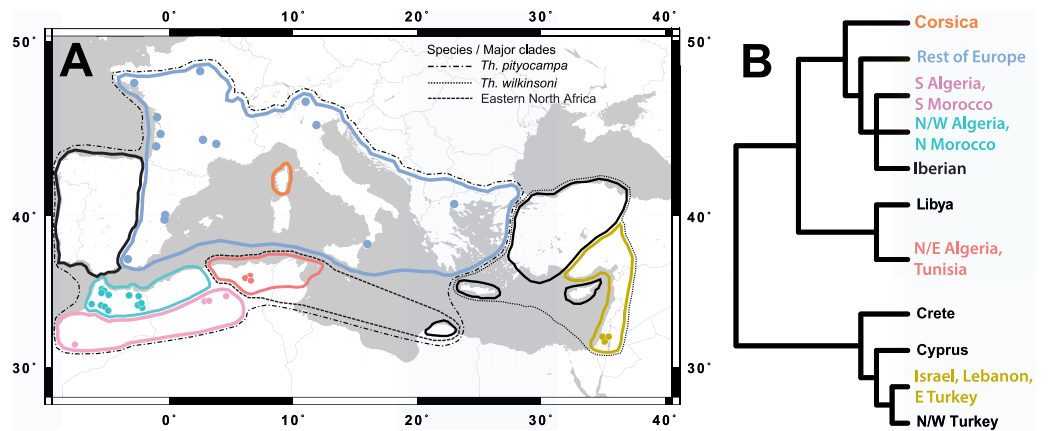 0°
10°
20°
30°
40°
50°
40°
30°
A
Species / Major clades
Th. pityocampa
Th. wilkinsoni
Eastern North Africa
50°
40°
30°
0°
10°
20°
30°
40°
B
Corsica
Rest of Europe
S Algeria,
S Morocco
N/W Algeria,
N Morocco
Iberian
Libya
N/E Algeria,
Tunisia
Crete
Cyprus
Israel, Lebanon,
E Turkey
N/W Turkey